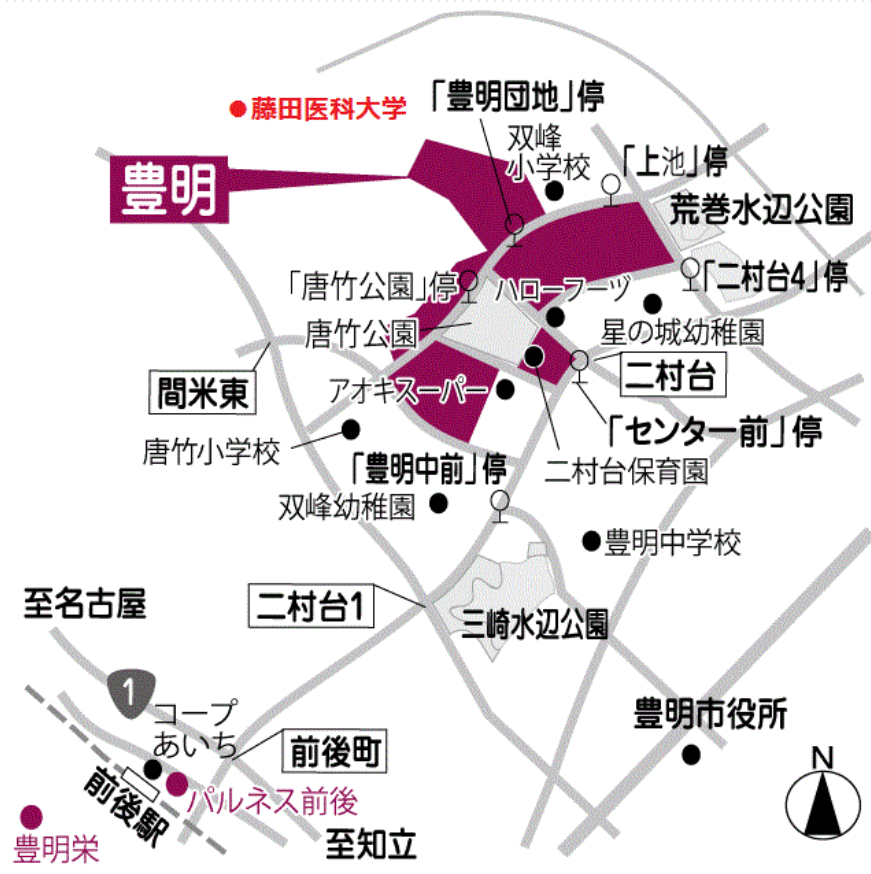 ●藤田医科大学
「豊明団地」停
双峰
小学校
「上池」停
豊明
荒巻水辺公園
「二村台4」停
「唐竹公園」停
ハローフーヅ
唐竹公園
星の城幼稚園
二村台
間米東
アオキスーパー
「センター前」停
唐竹小学校
「豊明中前」停
二村台保育園
双峰幼稚園
豊明中学校
二村台1
至名古屋
三崎水辺公園
1
コープ
あいち
豊明市役所
前後町
N
前後駅
パルネス前後
豊明栄
至知立